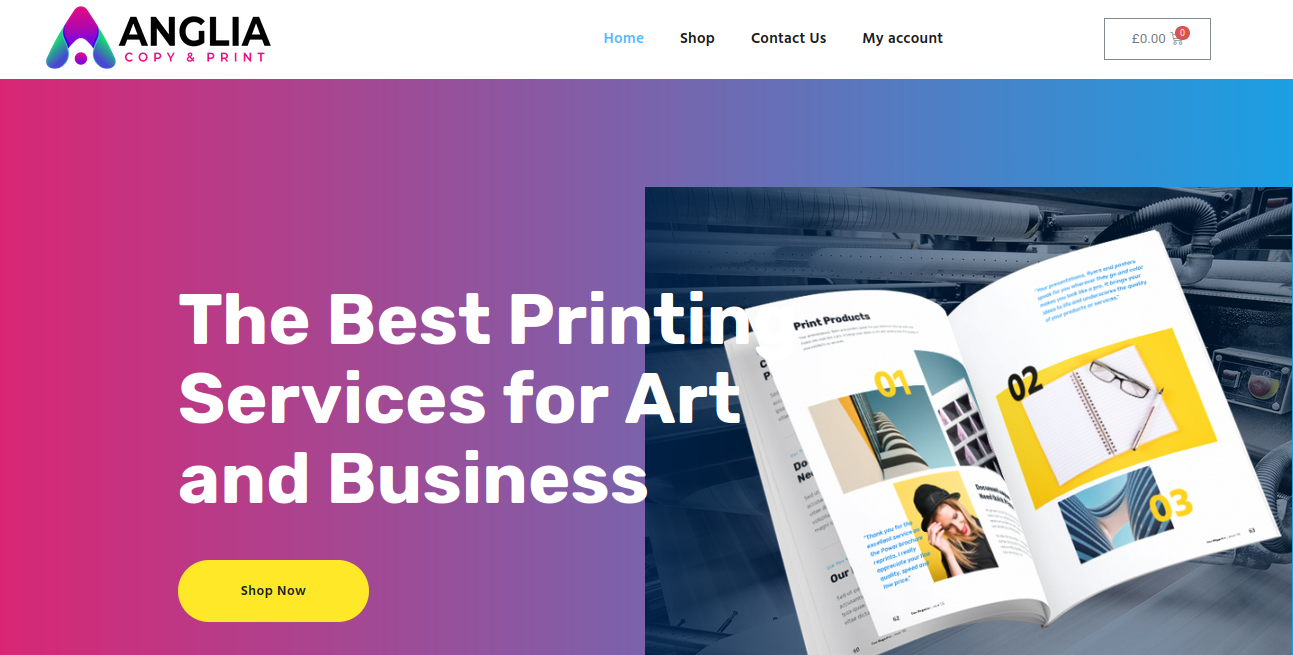 ANGLIA
COPY & PRINT
Home
Shop
Contact Us
My account
£0.00
0
The Best Printing
Services for Art
and Business
Shop Now
Print Products
01
"Your presentations, flyers and posters
speak for you wherever they go and color
makes you look like a pro. It brings your
ideas to life and underscores the quality
of your products or services."
02
03
"Thank you for the
excellent service on
the Power brochure
reprints. I really
appreciate your fine
quality, speed and
low price."
Our
62
63
60